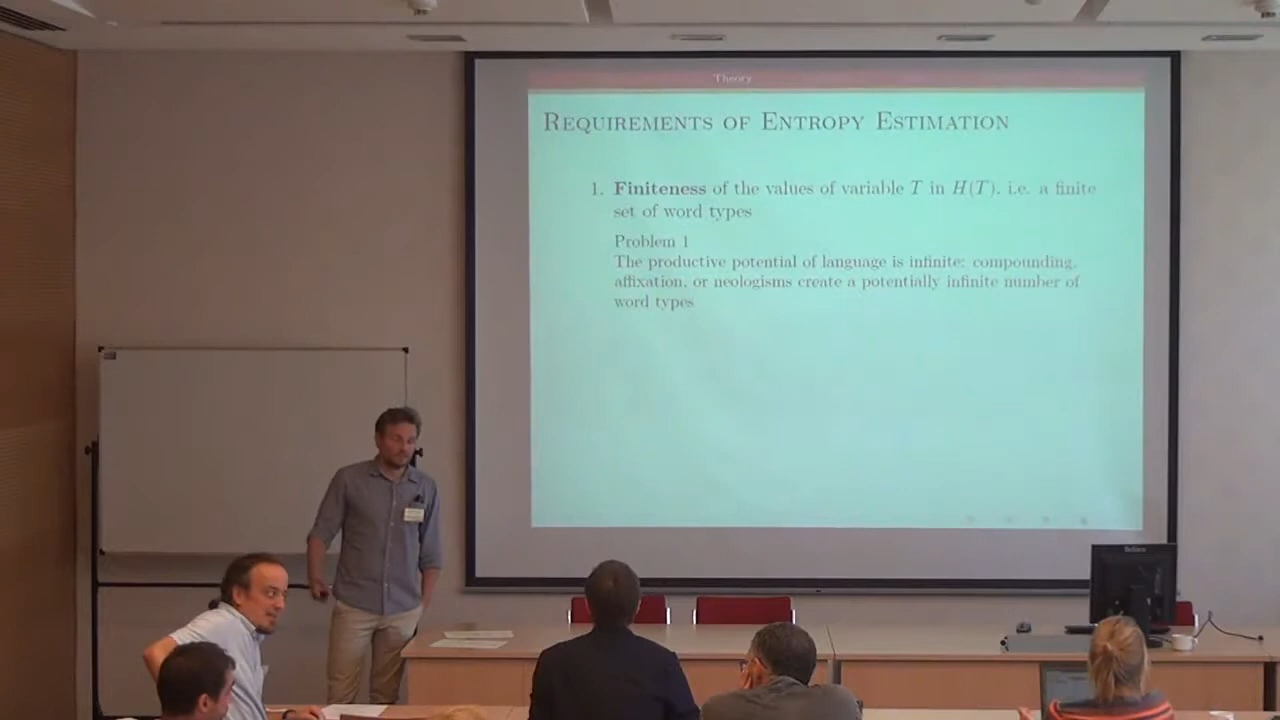 Theory
Requirements of Entropy Estimation
1. Finiteness of the values of variable T in H(T), i.e. a finite
set of word types
Problem 1
The productive potential of language is infinite: compounding,
affixation, or neologisms create a potentially infinite number of
word types